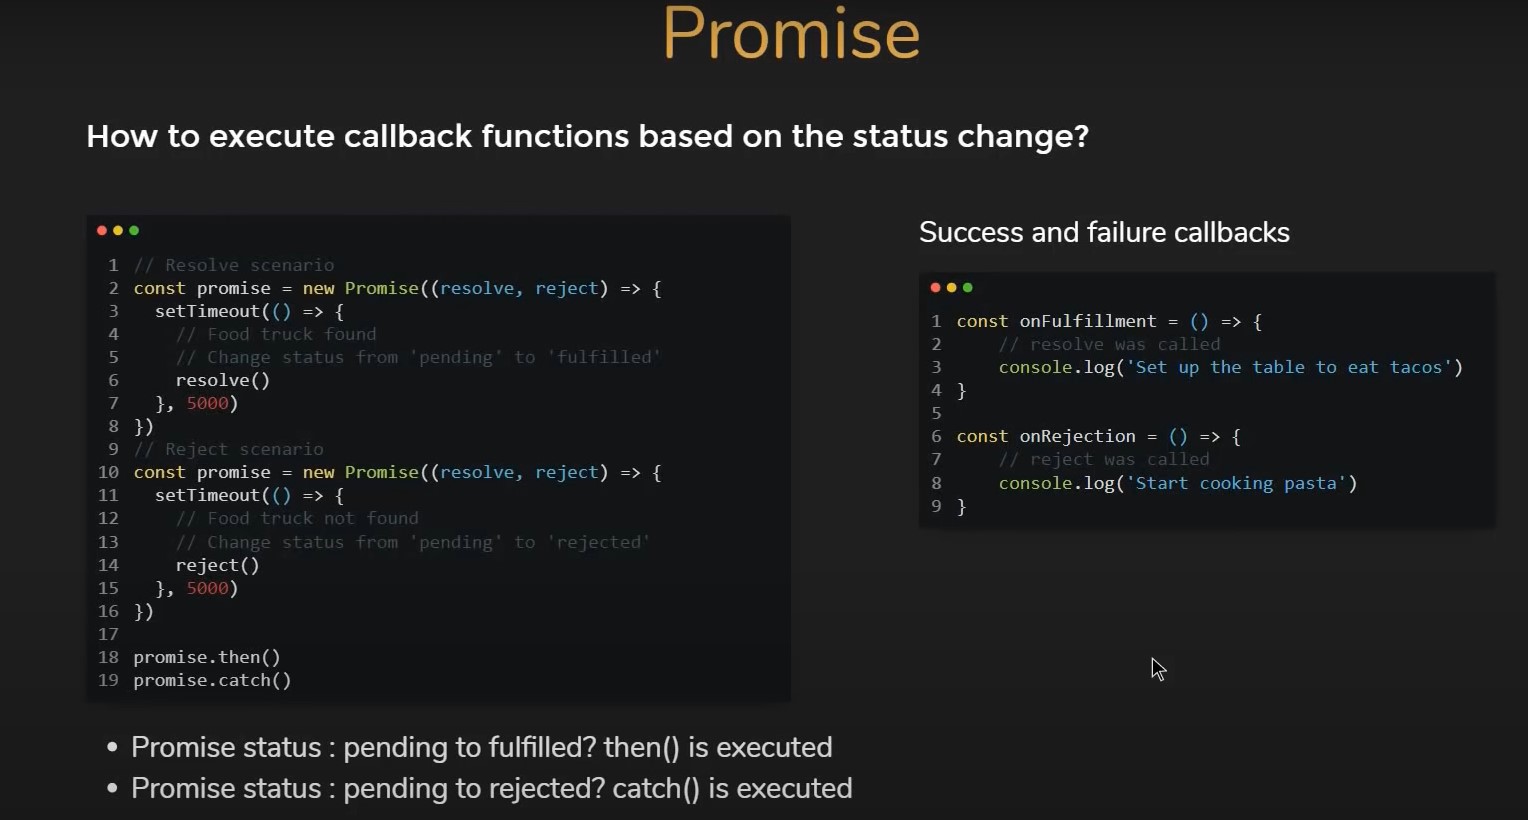 Promise
How to execute callback functions based on the status change?
1 // Resolve scenario
2 const promise = new Promise((resolve, reject) => {
3   setTimeout(() => {
4     // Food truck found
5     // Change status from 'pending' to 'fulfilled'
6     resolve()
7   }, 5000)
8 })
9 // Reject scenario
10 const promise = new Promise((resolve, reject) => {
11   setTimeout(() => {
12     // Food truck not found
13     // Change status from 'pending' to 'rejected'
14     reject()
15   }, 5000)
16 })
17
18 promise.then()
19 promise.catch()
Success and failure callbacks
1 const onFulfillment = () => {
2     // resolve was called
3     console.log('Set up the table to eat tacos')
4 }
5
6 const onRejection = () => {
7     // reject was called
8     console.log('Start cooking pasta')
9 }
• Promise status : pending to fulfilled? then() is executed
• Promise status : pending to rejected? catch() is executed